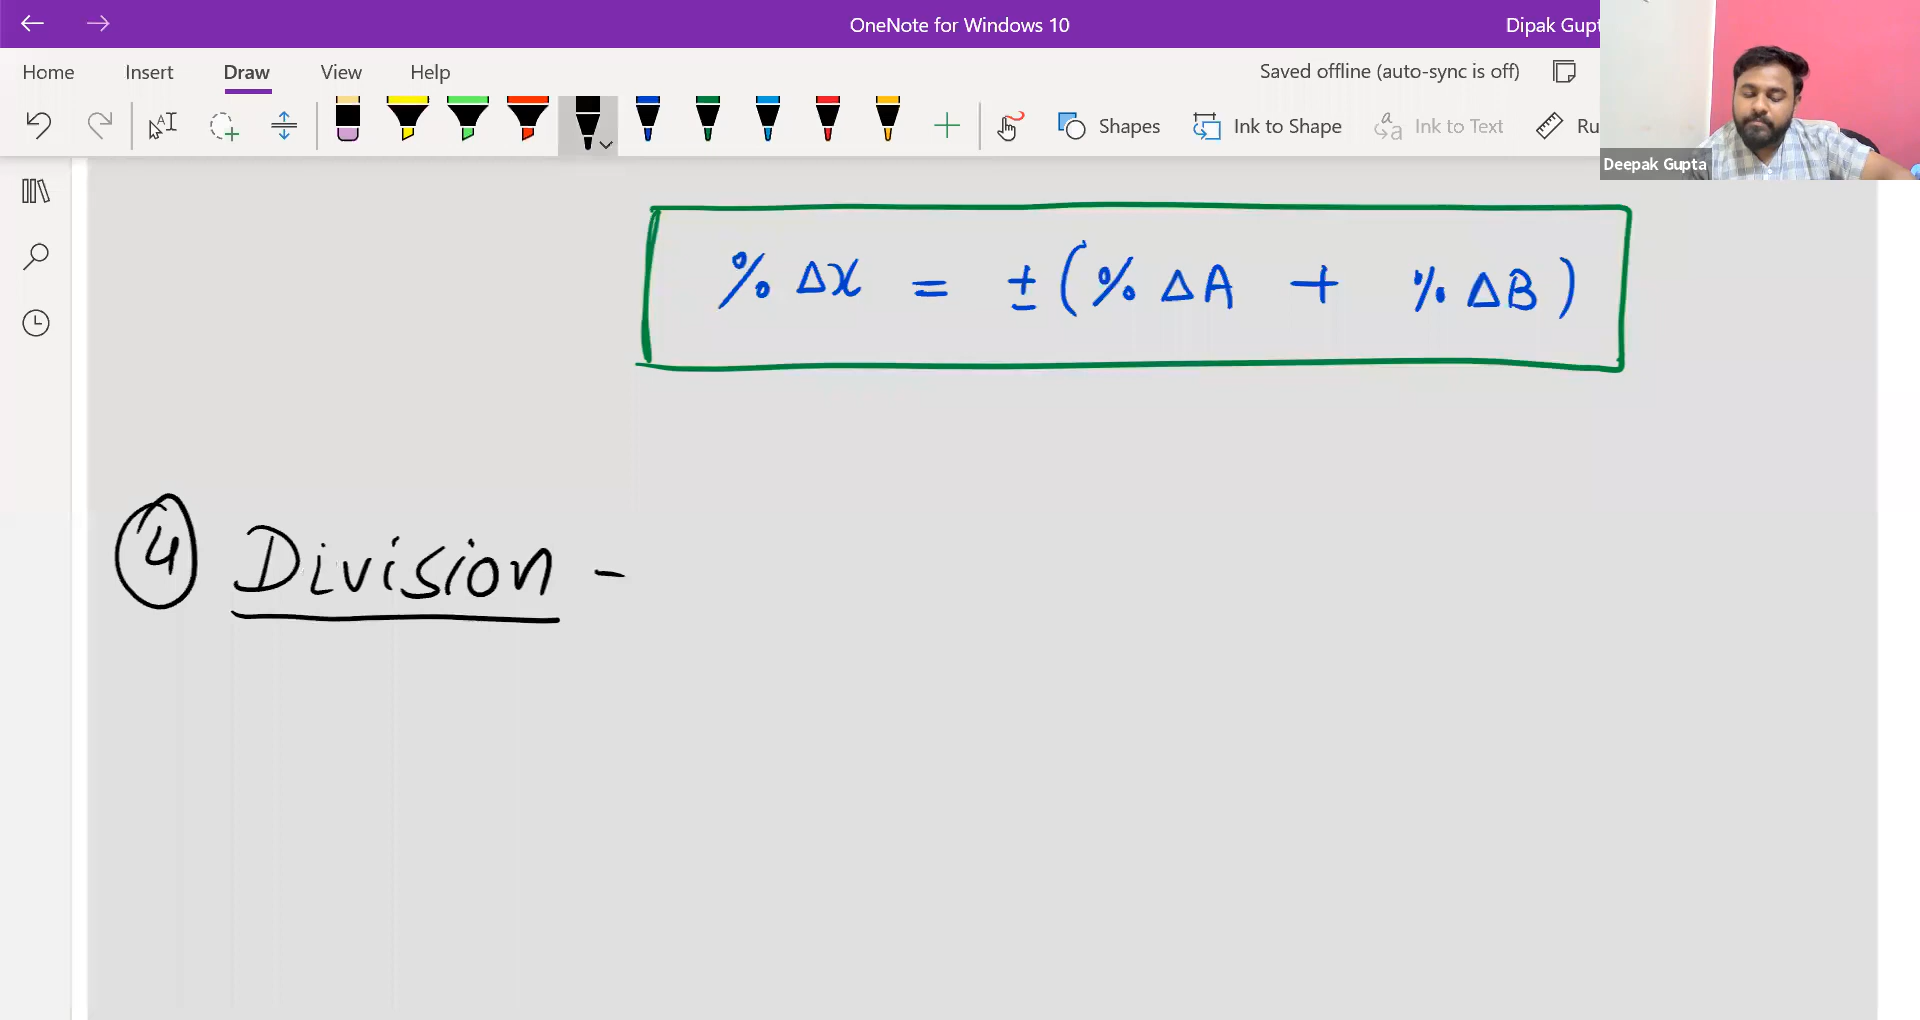 OneNote for Windows 10
Dipak Gupt
Home Insert Draw View Help
Saved offline (auto-sync is off)
Shapes Ink to Shape Ink to Text Ru
Deepak Gupta
% Δx = ± (% ΔA + % ΔB)
4 Division -